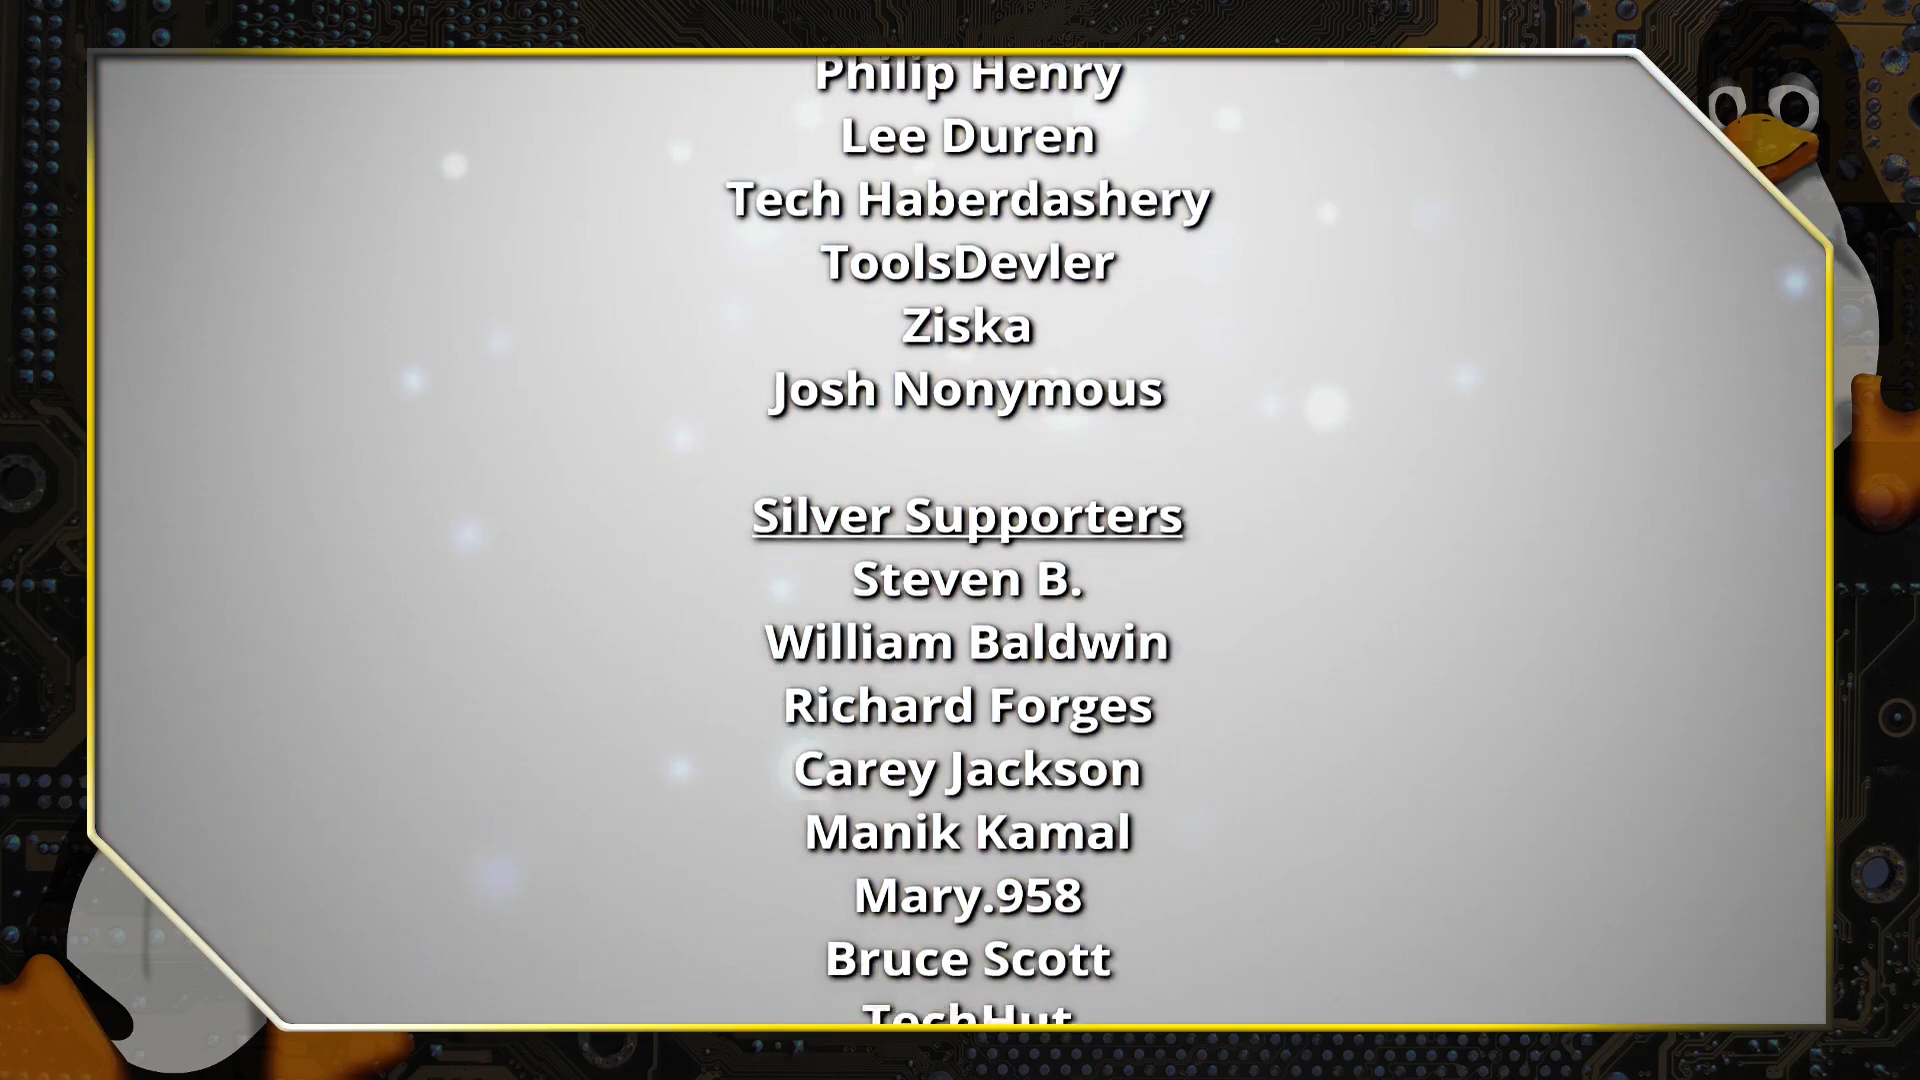 Philip Henry
Lee Duren
Tech Haberdashery
ToolsDevler
Ziska
Josh Nonymous
Silver Supporters
Steven B.
William Baldwin
Richard Forges
Carey Jackson
Manik Kamal
Mary.958
Bruce Scott
TechHut